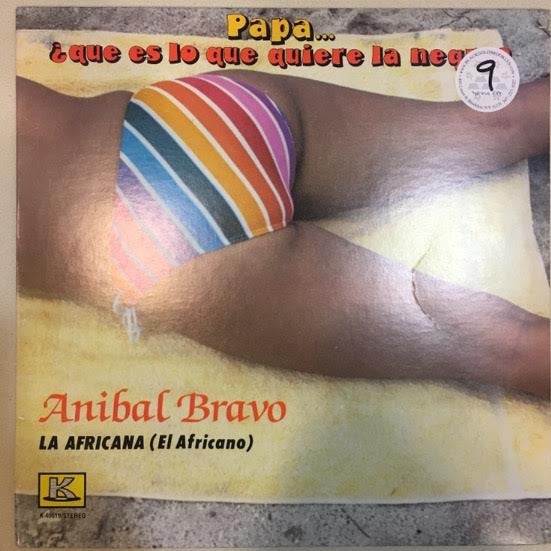 Papa...
¿que es lo que quiere la
9
Anibal Bravo
LA AFRICANA (El Africano)
K
STEREO